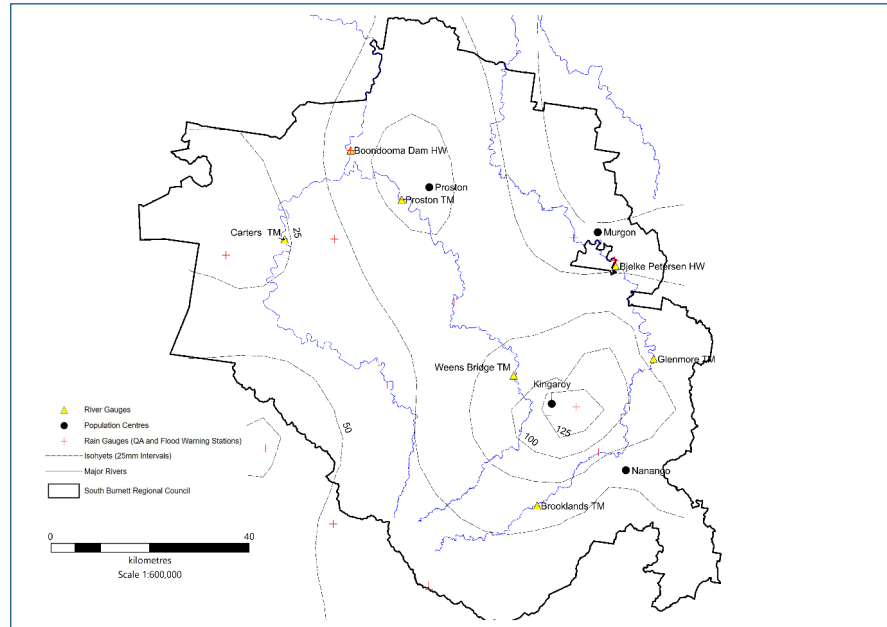 Boondooma Dam HW
Proston
Proston TM
Carters TM
25
Murgon
Bjelke Petersen HW
Glenmore TM
Weens Bridge TM
Kingaroy
50
100
125
Nanango
Brooklands TM
River Gauges
Population Centres
Rain Gauges (QA and Flood Warning Stations)
Isohyets (25mm Intervals)
Major Rivers
South Burnett Regional Council
0 40
kilometres
Scale 1:600,000